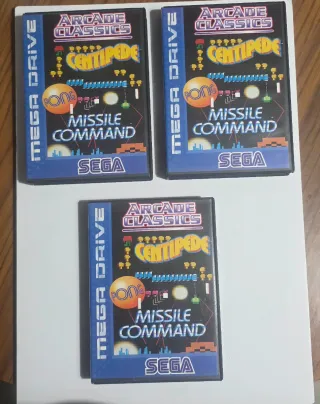 MEGA DRIVE
ARCADE
CLASSICS
CENTIPEDE
PONG
MISSILE
COMMAND
SEGA
MEGA DRIVE
ARCADE
CLASSICS
CENTIPEDE
PONG
MISSILE
COMMAND
SEGA
MEGA DRIVE
ARCADE
CLASSICS
CENTIPEDE
PONG
MISSILE
COMMAND
SEGA